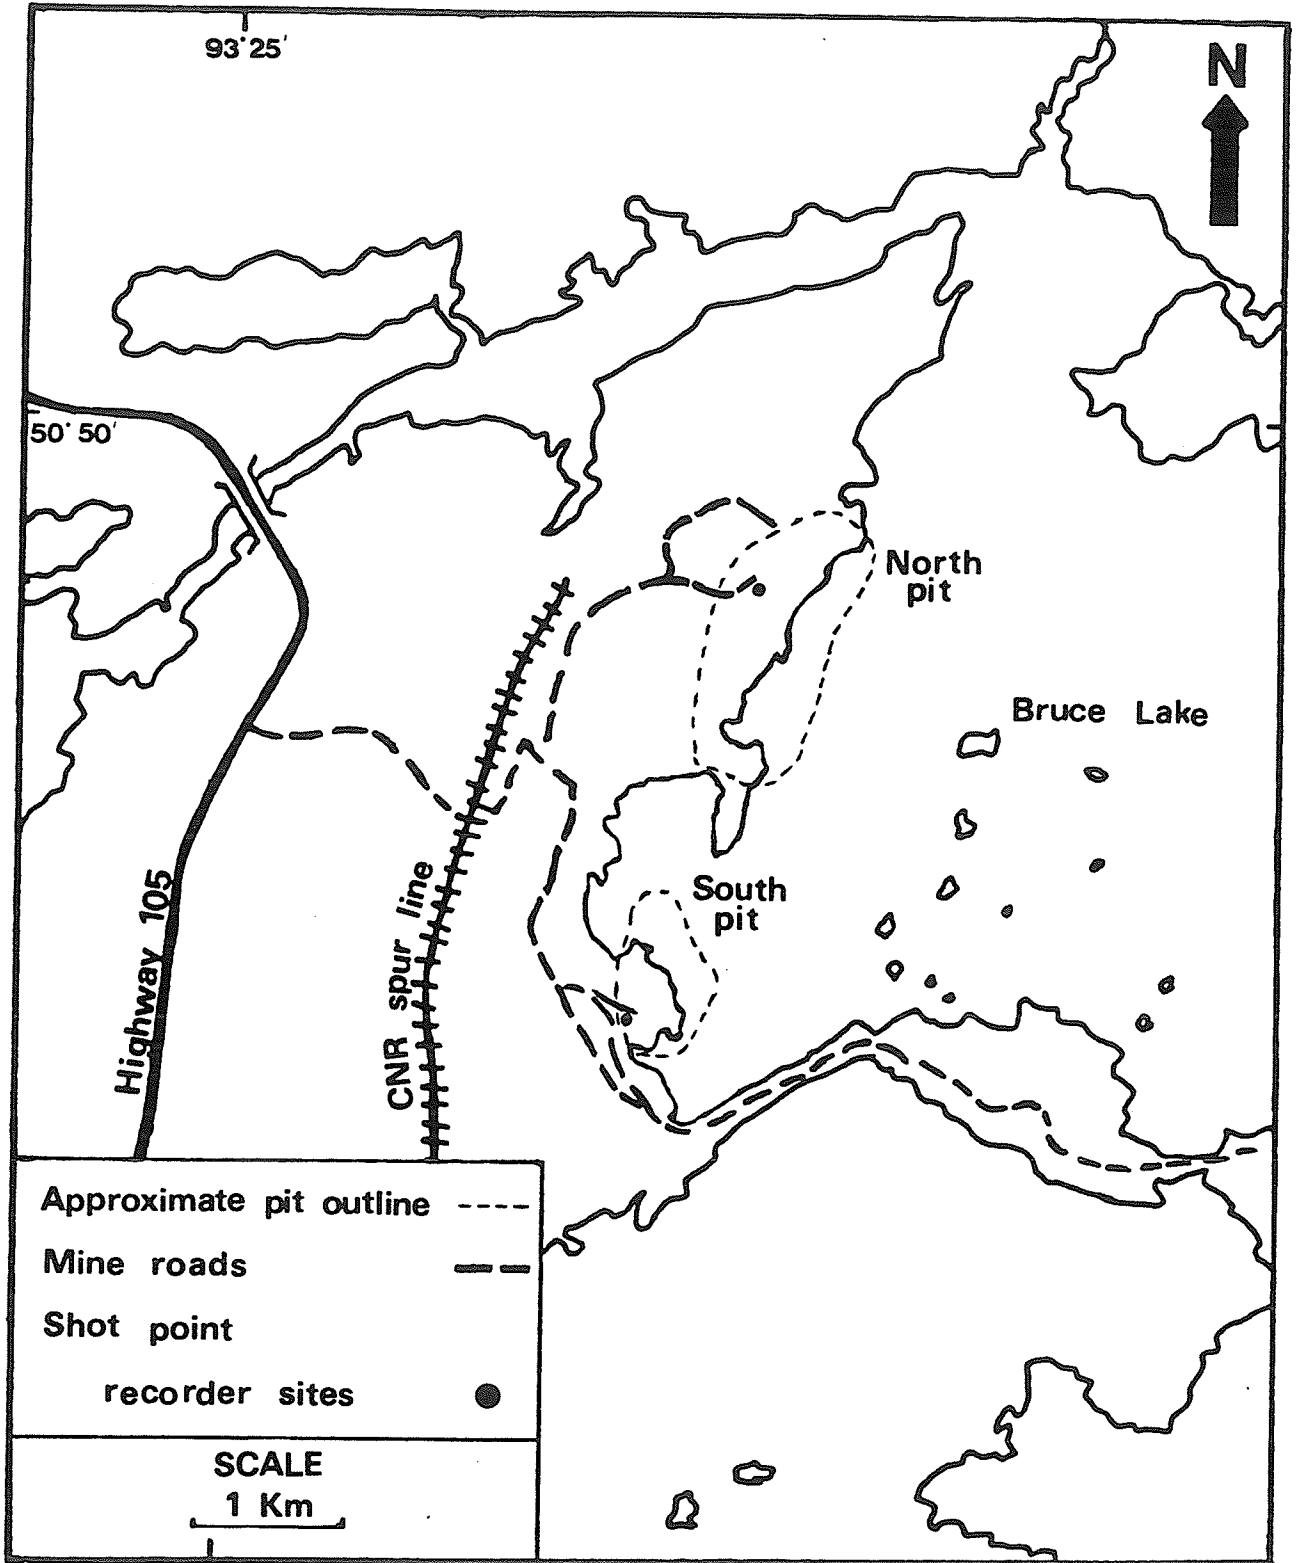 93°25'
N
50°50'
North
pit
Bruce Lake
South
pit
Highway 105
CNR spur line
Approximate pit outline
Mine roads
Shot point
recorder sites
SCALE
1 Km